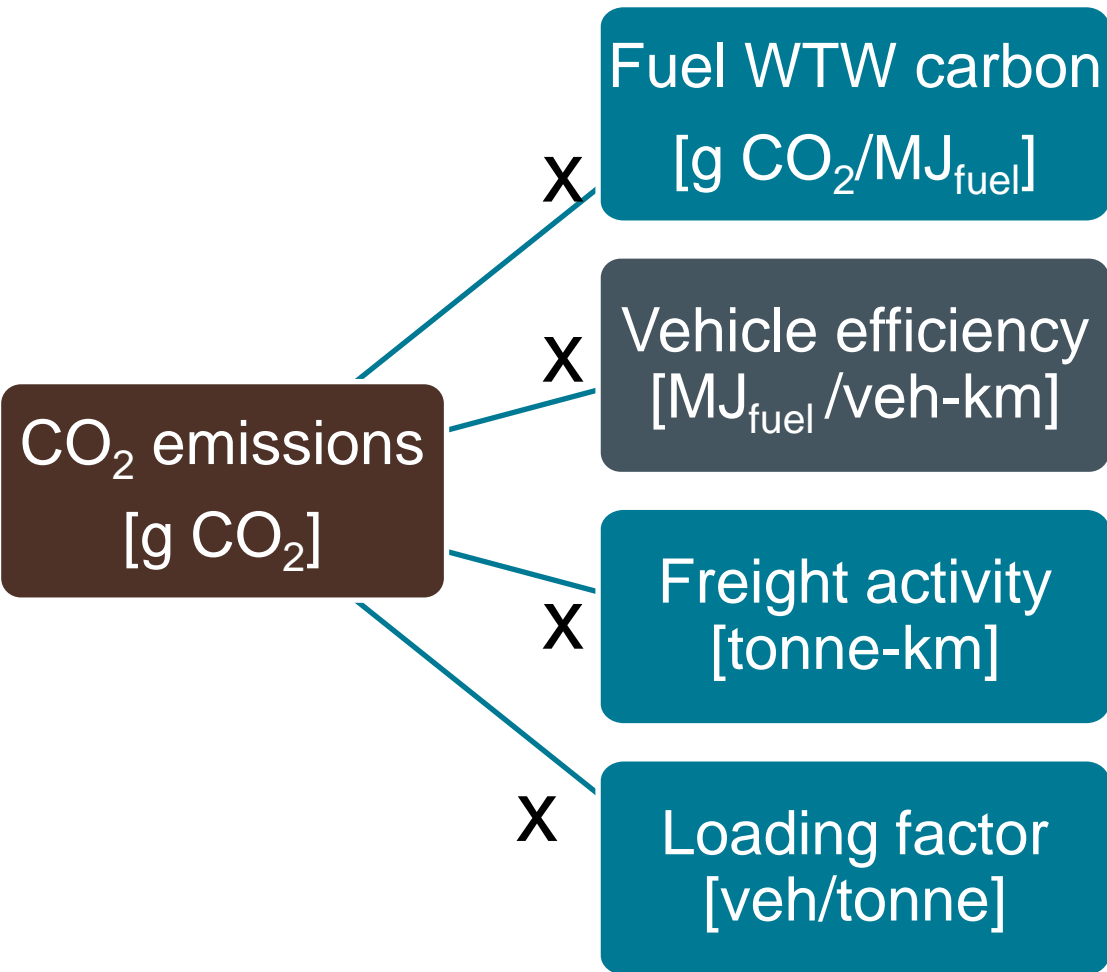 Fuel WTW carbon
[g CO₂/MJfuel]
x
Vehicle efficiency
[MJfuel /veh-km]
x
CO₂ emissions
[g CO₂]
Freight activity
[tonne-km]
x
Loading factor
[veh/tonne]
x